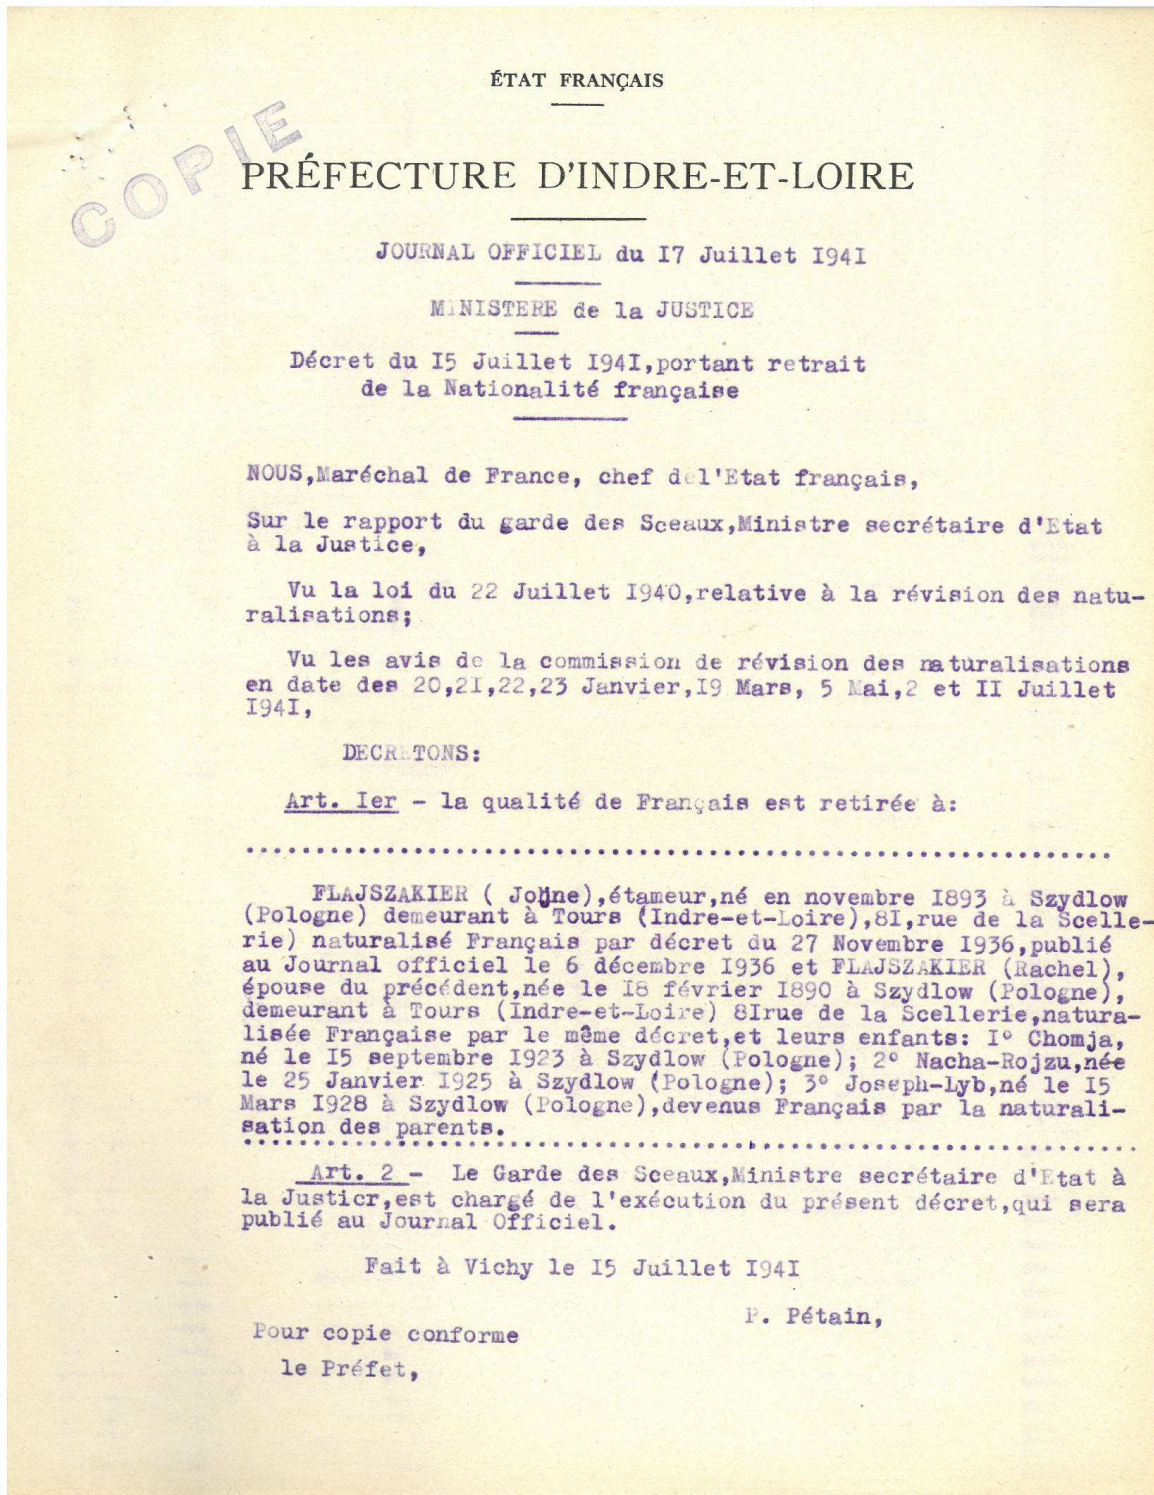 ÉTAT FRANÇAIS
COPIE
PRÉFECTURE D'INDRE-ET-LOIRE
JOURNAL OFFICIEL du I7 Juillet I94I
MINISTERE de la JUSTICE
Décret du I5 Juillet I94I,portant retrait
de la Nationalité française
NOUS,Maréchal de France, chef de l'Etat français,
Sur le rapport du garde des Sceaux,Ministre secrétaire d'Etat
à la Justice,
Vu la loi du 22 Juillet I940,relative à la révision des natu-
ralisations;
Vu les avis de la commission de révision des naturalisations
en date des 20,2I,22,23 Janvier,I9 Mars, 5 Mai,2 et II Juillet
I94I,
DECRETONS:
Art. Ier - la qualité de Français est retirée à:
..............................................................
FLAJSZAKIER ( ),étameur,né en novembre I893 à Szydlow
(Pologne) demeurant à Tours (Indre-et-Loire),8I,rue de la Scelle-
rie) naturalisé Français par décret du 27 Novembre I936,publié
au Journal officiel le 6 décembre I936 et FLAJSZAKIER (Rachel),
épouse du précédent,née le I8 février I890 à Szydlow (Pologne),
demeurant à Tours (Indre-et-Loire) 8Irue de la Scellerie,natura-
lisée Française par le même décret,et leurs enfants: I° Chomja,
né le I5 septembre I923 à Szydlow (Pologne); 2° Nacha-Rojzu,née
le 25 Janvier I925 à Szydlow (Pologne); 3° Joseph-Lyb,né le I5
Mars I928 à Szydlow (Pologne),devenus Français par la naturali-
sation des parents.
..............................................................
Art. 2 - Le Garde des Sceaux,Ministre secrétaire d'Etat à
la Justicr,est chargé de l'exécution du présent décret,qui sera
publié au Journal Officiel.
Fait à Vichy le I5 Juillet I94I
P. Pétain,
Pour copie conforme
le Préfet,